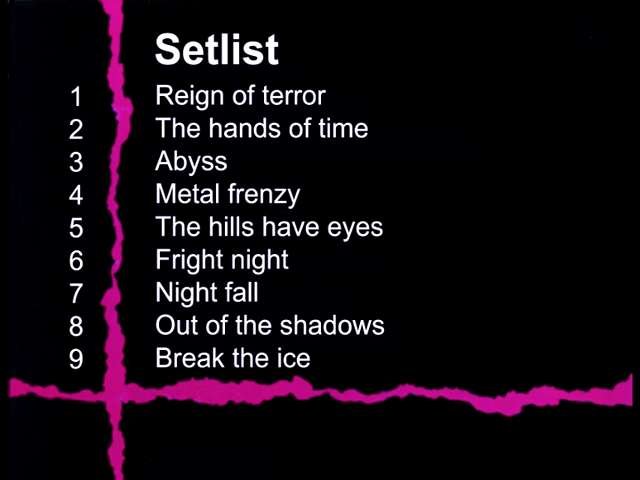 Setlist
1 Reign of terror
2 The hands of time
3 Abyss
4 Metal frenzy
5 The hills have eyes
6 Fright night
7 Night fall
8 Out of the shadows
9 Break the ice